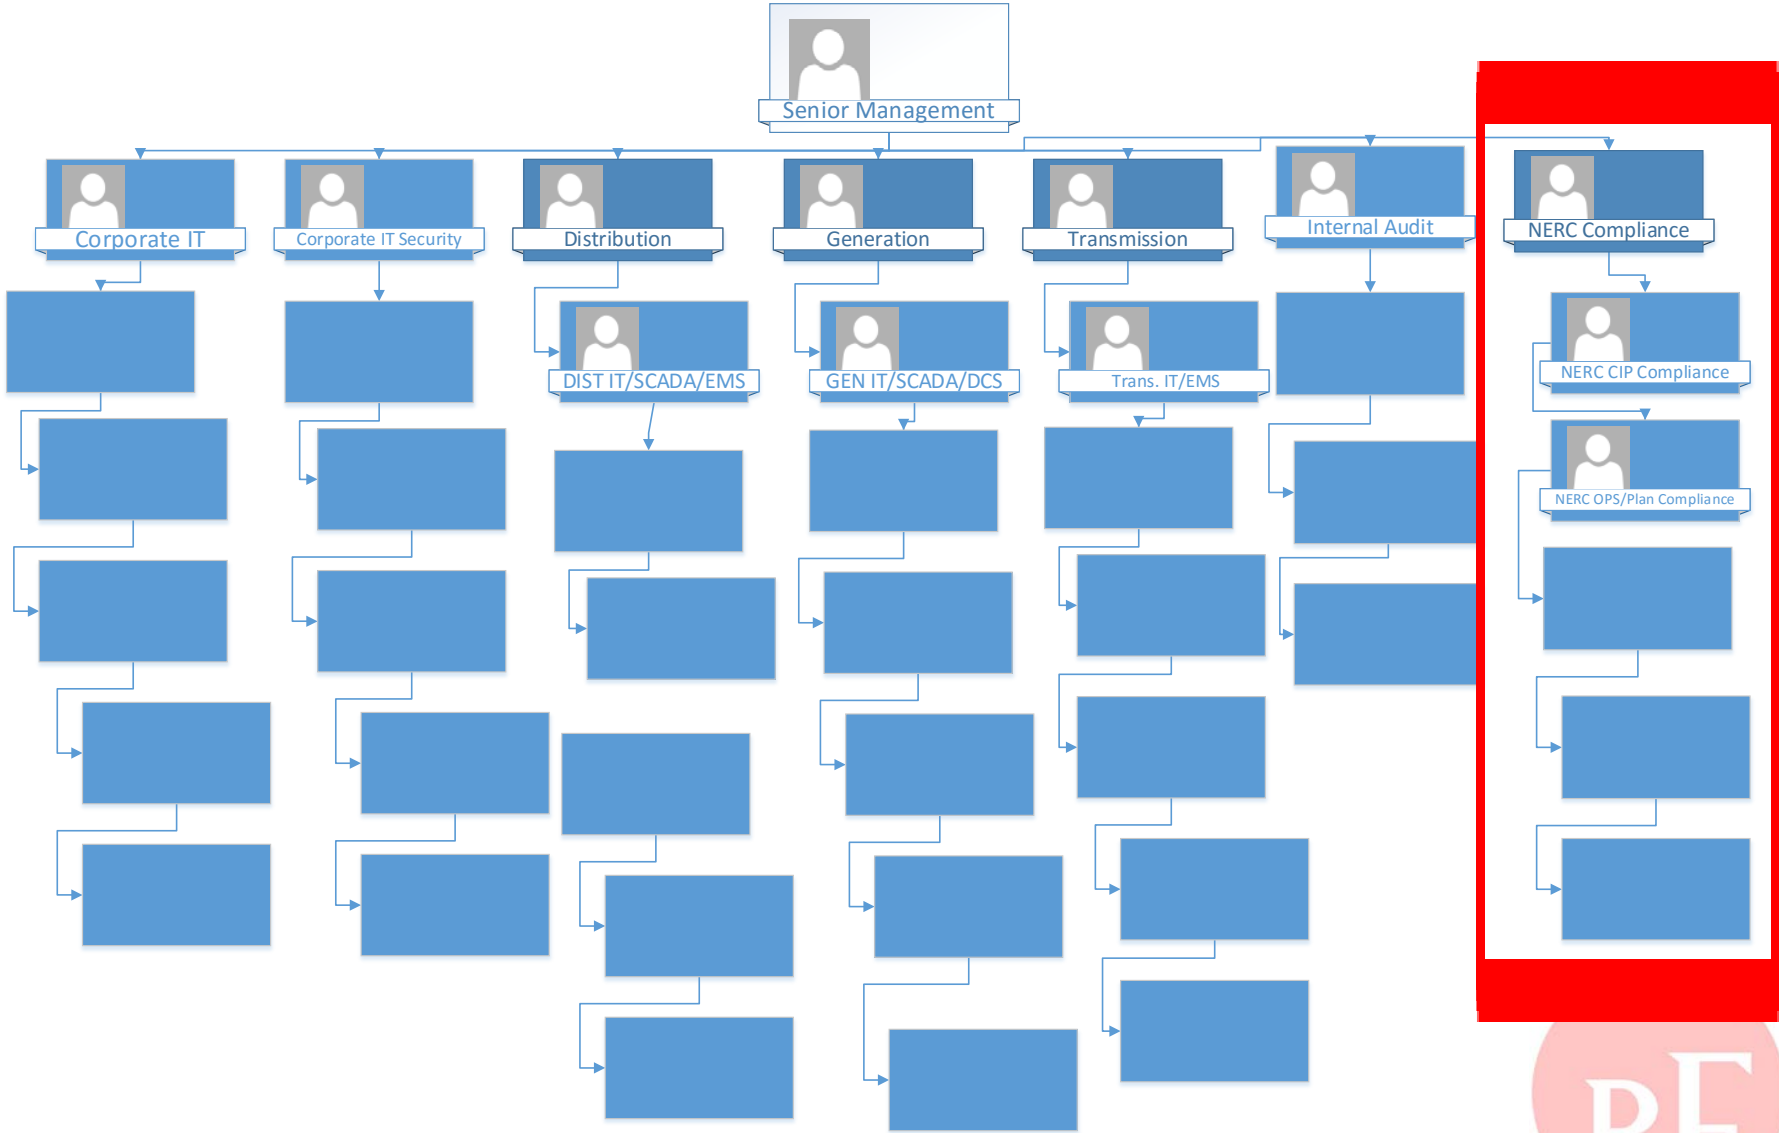 Senior Management
Corporate IT
Corporate IT Security
Distribution
Generation
Transmission
Internal Audit
NERC Compliance
DIST IT/SCADA/EMS
GEN IT/SCADA/DCS
Trans. IT/EMS
NERC CIP Compliance
NERC OPS/Plan Compliance